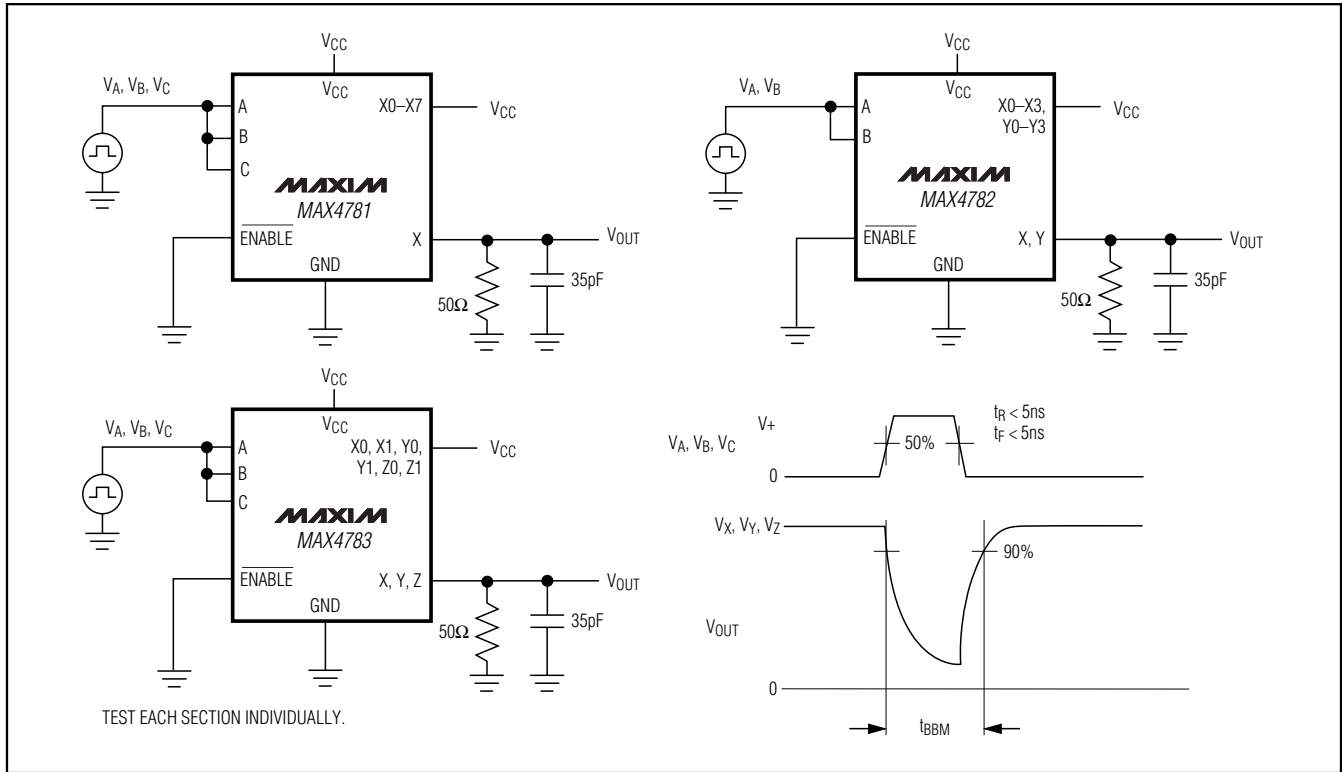 VCC
VA, VB, VC
VCC
A
X0–X7
VCC
B
C
MAXIM
MAX4781
ENABLE
X
VOUT
GND
50Ω
35pF
VCC
VA, VB
VCC
A
X0–X3,
Y0–Y3
VCC
B
MAXIM
MAX4782
ENABLE
X, Y
VOUT
GND
50Ω
35pF
VCC
VA, VB, VC
VCC
A
X0, X1, Y0,
Y1, Z0, Z1
VCC
B
C
MAXIM
MAX4783
ENABLE
X, Y, Z
VOUT
GND
50Ω
35pF
TEST EACH SECTION INDIVIDUALLY.
V+
tR < 5ns
tF < 5ns
VA, VB, VC
50%
0
VX, VY, VZ
90%
VOUT
0
tBBM